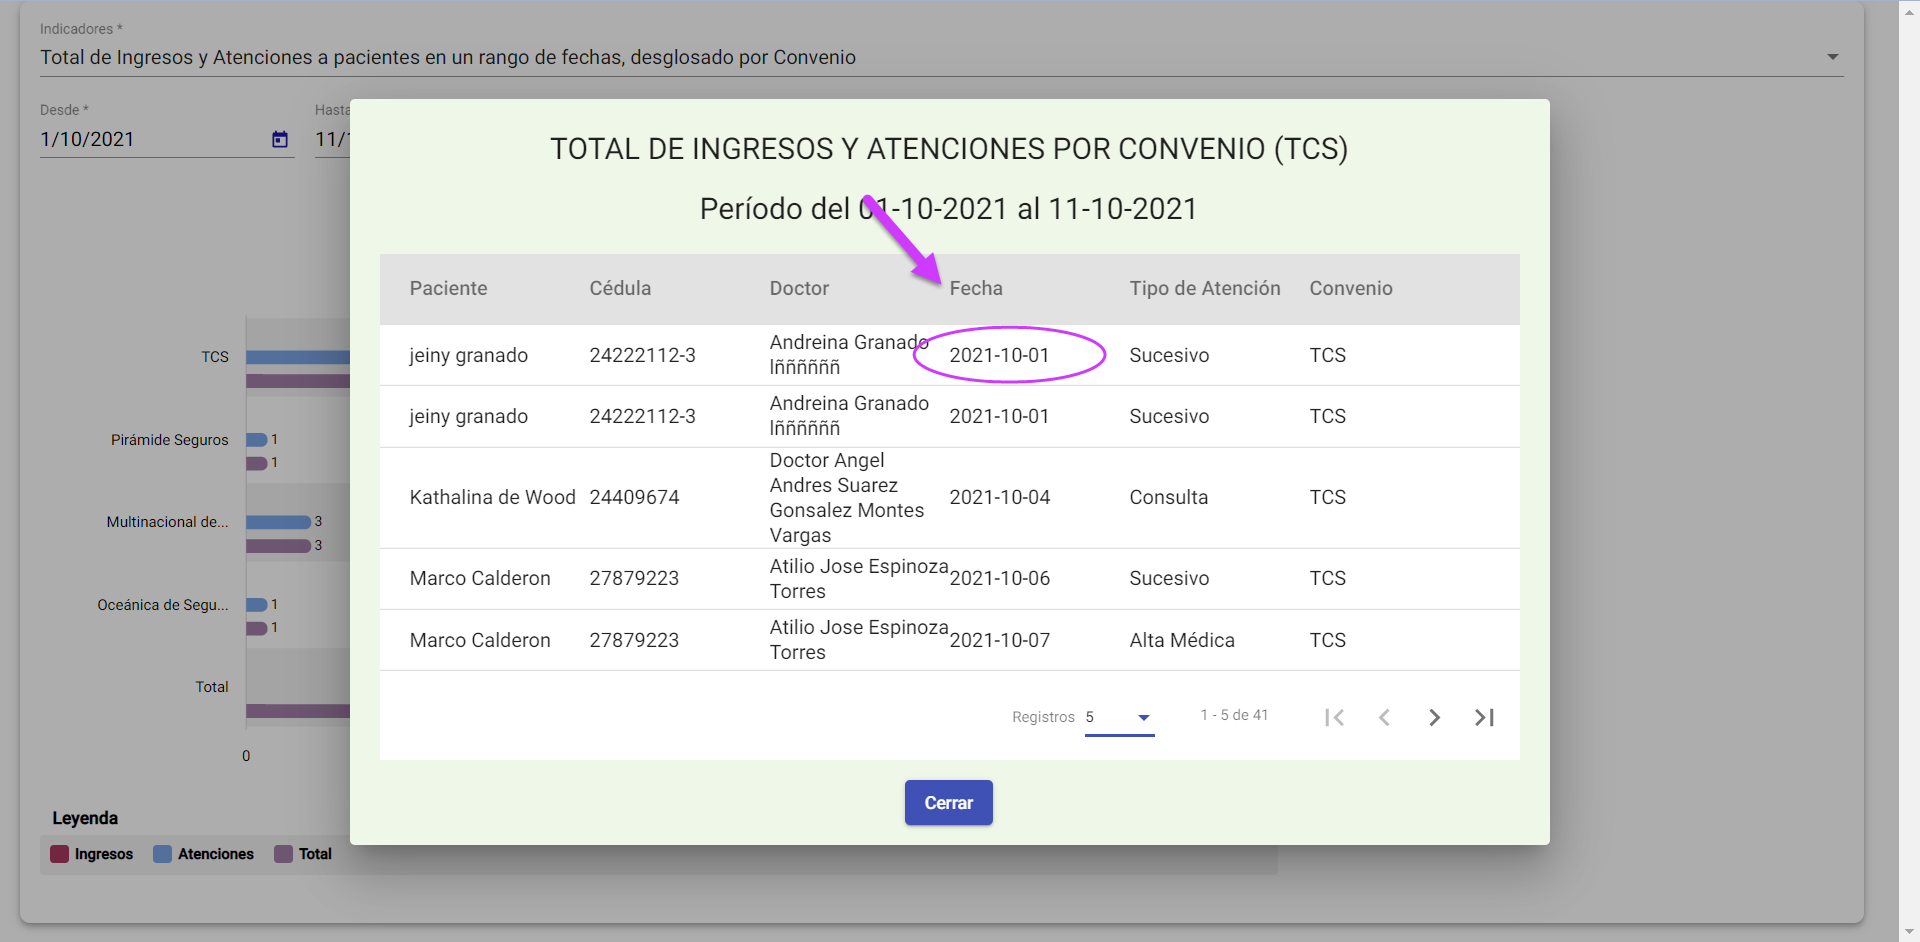 Indicadores *
Total de Ingresos y Atenciones a pacientes en un rango de fechas, desglosado por Convenio
Desde *
Hasta
1/10/2021
11/1
TOTAL DE INGRESOS Y ATENCIONES POR CONVENIO (TCS)
Período del 01-10-2021 al 11-10-2021
Paciente Cédula Doctor Fecha Tipo de Atención Convenio
jeiny granado 24222112-3 Andreina Granado 2021-10-01 Sucesivo TCS
lñññññ
jeiny granado 24222112-3 Andreina Granado 2021-10-01 Sucesivo TCS
lñññññ
Kathalina de Wood 24409674 Doctor Angel 2021-10-04 Consulta TCS
Andres Suarez
Gonsalez Montes
Vargas
Marco Calderon 27879223 Atilio Jose Espinoza 2021-10-06 Sucesivo TCS
Torres
Marco Calderon 27879223 Atilio Jose Espinoza 2021-10-07 Alta Médica TCS
Torres
Registros 5 1 - 5 de 41
Cerrar
TCS
Pirámide Seguros 1
1
Multinacional de... 3
3
Oceánica de Segu... 1
1
Total
0
Leyenda
Ingresos Atenciones Total